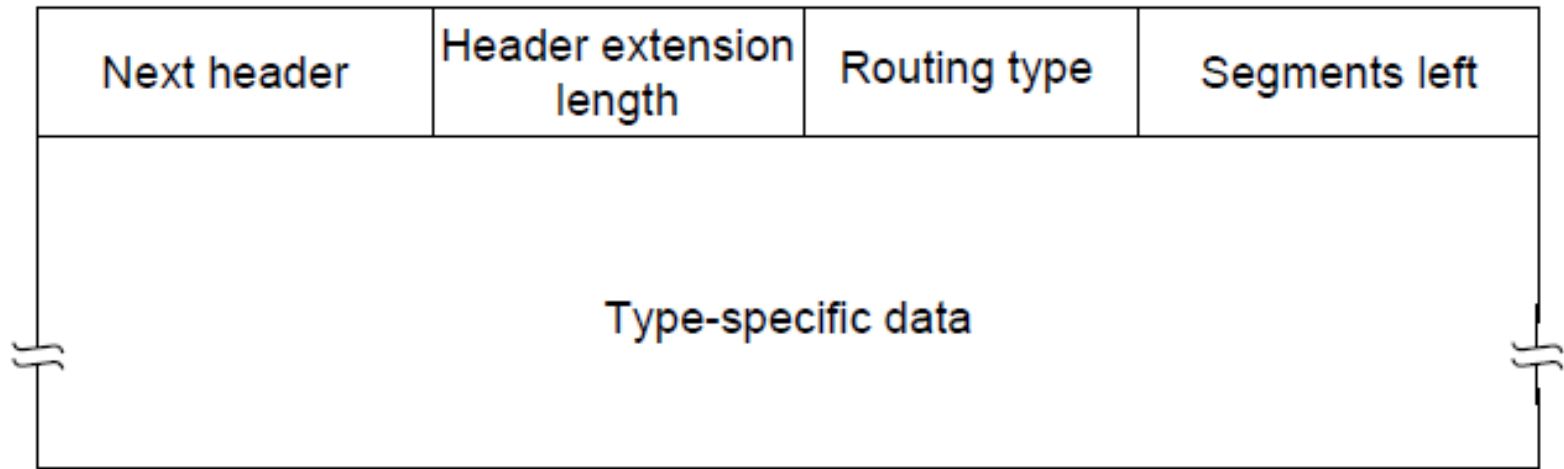 Next header
Header extension
length
Routing type
Segments left
Type-specific data